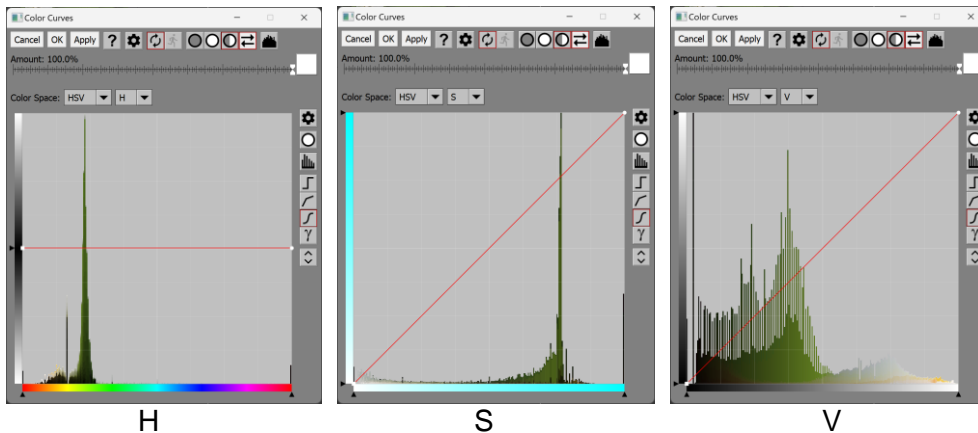 Color Curves
Cancel OK Apply ?
Amount: 100.0%
Color Space: HSV H
γ
H
Color Curves
Cancel OK Apply ?
Amount: 100.0%
Color Space: HSV S
γ
S
Color Curves
Cancel OK Apply ?
Amount: 100.0%
Color Space: HSV V
γ
V